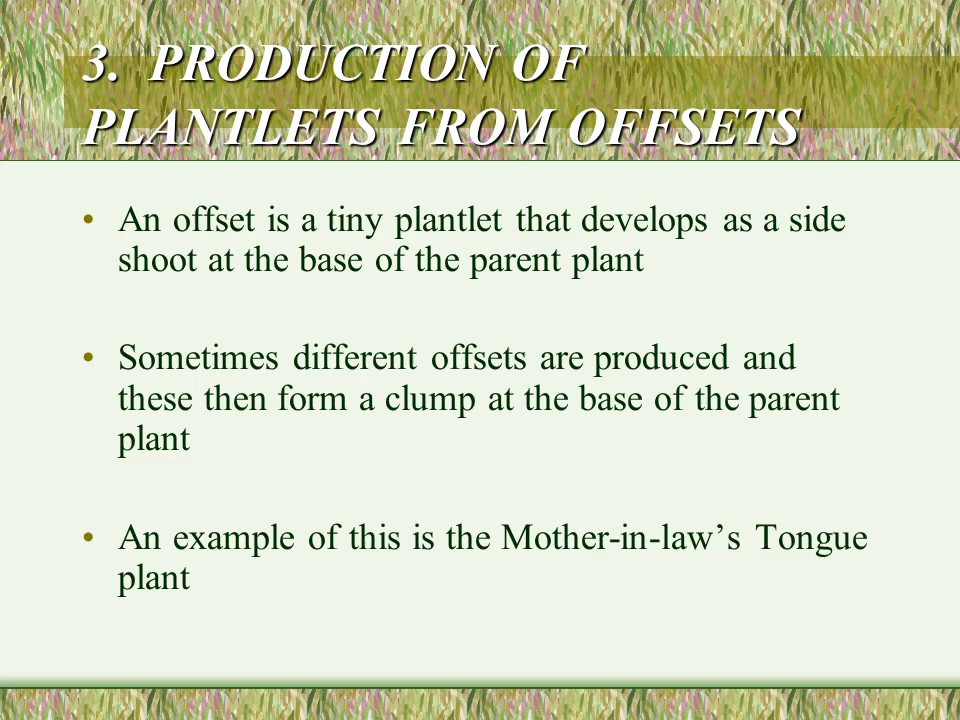 3. PRODUCTION OF
PLANTLETS FROM OFFSETS
• An offset is a tiny plantlet that develops as a side
shoot at the base of the parent plant
• Sometimes different offsets are produced and
these then form a clump at the base of the parent
plant
• An example of this is the Mother-in-law’s Tongue
plant